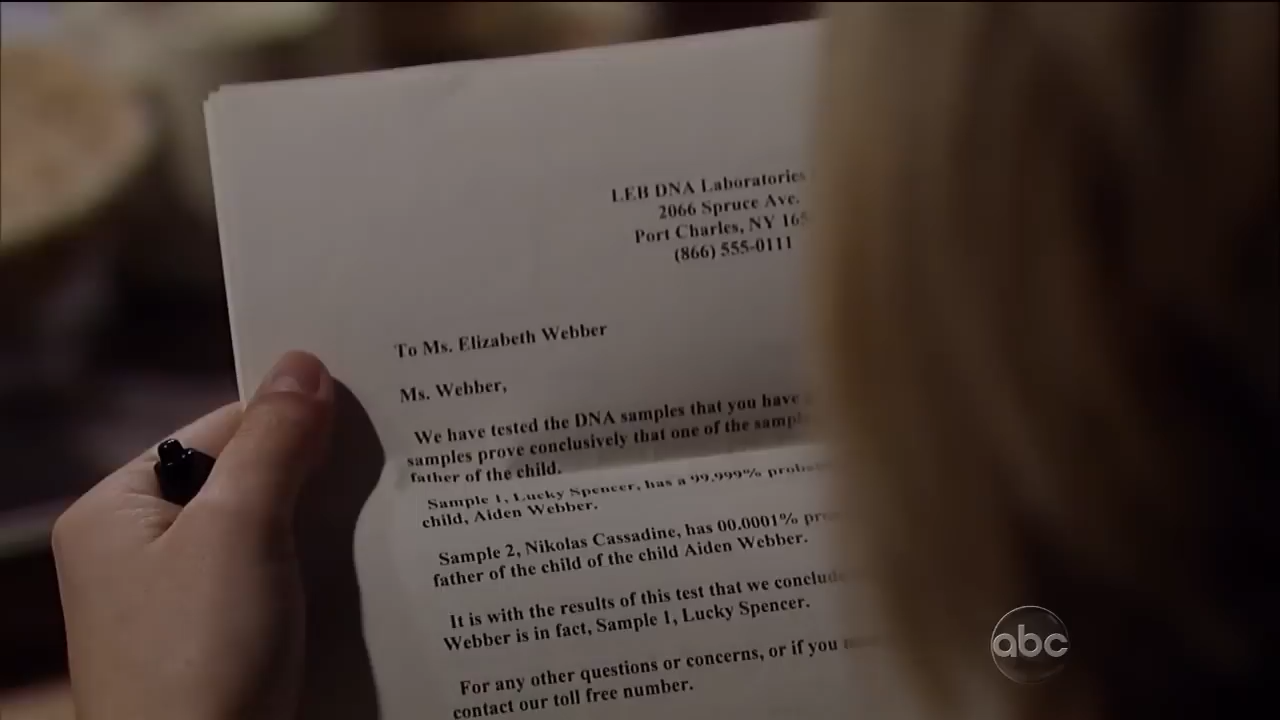 LEB DNA Laboratories
2066 Spruce Ave.
Port Charles, NY 165
(866) 555-0111
To Ms. Elizabeth Webber
Ms. Webber,
We have tested the DNA samples that you have
samples prove conclusively that one of the
father of the child.
Sample 1, Lucky Spencer, has a 99.999%
child, Aiden Webber.
Sample 2, Nikolas Cassadine, has 00.0001%
father of the child of the child Aiden Webber.
It is with the results of this test that we
Webber is in fact, Sample 1, Lucky Spencer.
For any other questions or concerns, or if you
contact our toll free number.
abc